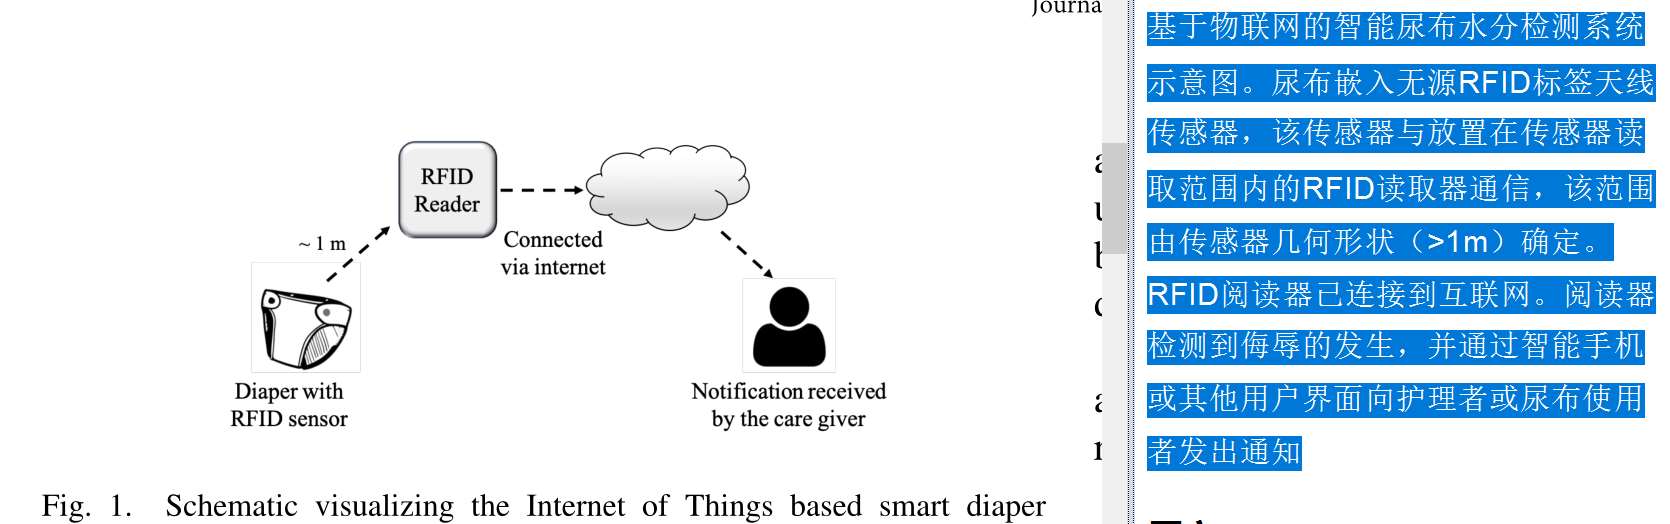 Journa
RFID
Reader
~ 1 m
Connected
via internet
Diaper with
RFID sensor
Notification received
by the care giver
Fig. 1. Schematic visualizing the Internet of Things based smart diaper
基于物联网的智能尿布水分检测系统
示意图。尿布嵌入无源RFID标签天线
传感器，该传感器与放置在传感器读
取范围内的RFID读取器通信，该范围
由传感器几何形状（>1m）确定。
RFID阅读器已连接到互联网。阅读器
检测到侮辱的发生，并通过智能手机
或其他用户界面向护理者或尿布使用
者发出通知